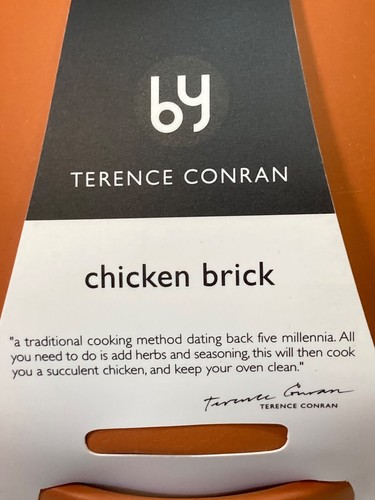 by
TERENCE CONRAN
chicken brick
"a traditional cooking method dating back five millennia. All
you need to do is add herbs and seasoning, this will then cook
you a succulent chicken, and keep your oven clean."
Terence Conran
TERENCE CONRAN